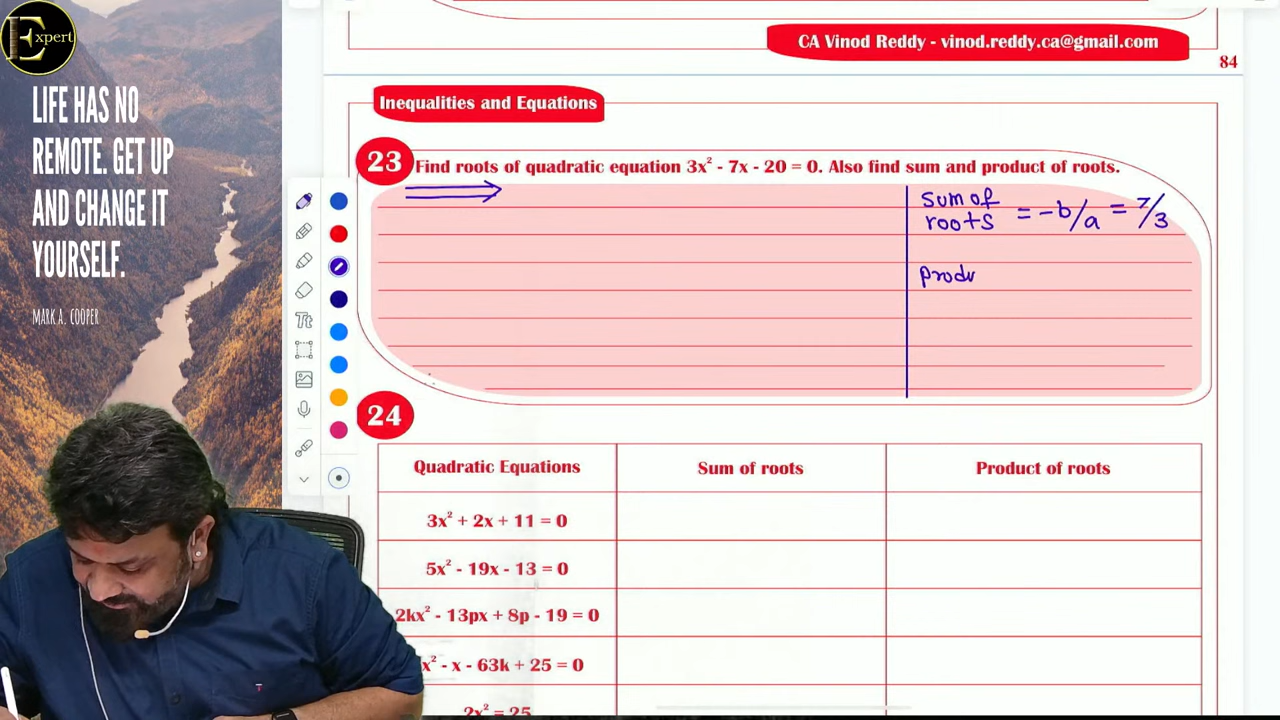 Expert
LIFE HAS NO
REMOTE. GET UP
AND CHANGE IT
YOURSELF.
MARK A. COOPER
CA Vinod Reddy - vinod.reddy.ca@gmail.com
84
Inequalities and Equations
23 Find roots of quadratic equation 3x² - 7x - 20 = 0. Also find sum and product of roots.
Sum of
roots = -b/a = 7/3
produ
Tt
24
Quadratic Equations Sum of roots Product of roots
3x² + 2x + 11 = 0
5x² - 19x - 13 = 0
2kx² - 13px + 8p - 19 = 0
x² - x - 63k + 25 = 0
2x² = 25